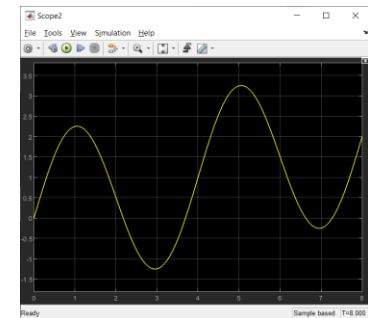 Scope2
File Tools View Simulation Help
3.5
3
2.5
2
1.5
1
0.5
0
-0.5
-1
-1.5
0 1 2 3 4 5 6 7 8
Ready Sample based T=8.000